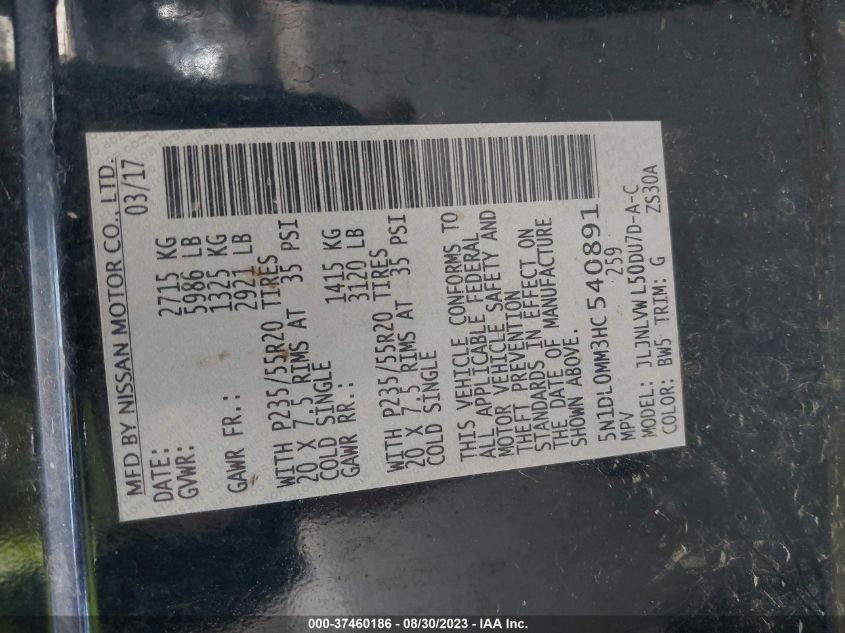 MFD BY NISSAN MOTOR CO., LTD.
DATE: 03/17
GVWR: 2715 KG
5986 LB
GAWR FR.: 1325 KG
2921 LB
WITH P235/55R20 TIRES
20 X 7.5 RIMS AT 35 PSI
COLD SINGLE
GAWR RR.: 1415 KG
3120 LB
WITH P235/55R20 TIRES
20 X 7.5 RIMS AT 35 PSI
COLD SINGLE
THIS VEHICLE CONFORMS TO
ALL APPLICABLE FEDERAL
MOTOR VEHICLE SAFETY AND
THEFT PREVENTION
STANDARDS IN EFFECT ON
THE DATE OF MANUFACTURE
SHOWN ABOVE.
5N1DL0MM3HC540891
MPV 259
MODEL: JLJNLVWL50DU7D-A-C
COLOR: BW5 TRIM: G ZS30A
000-37460186 - 08/30/2023 - IAA Inc.